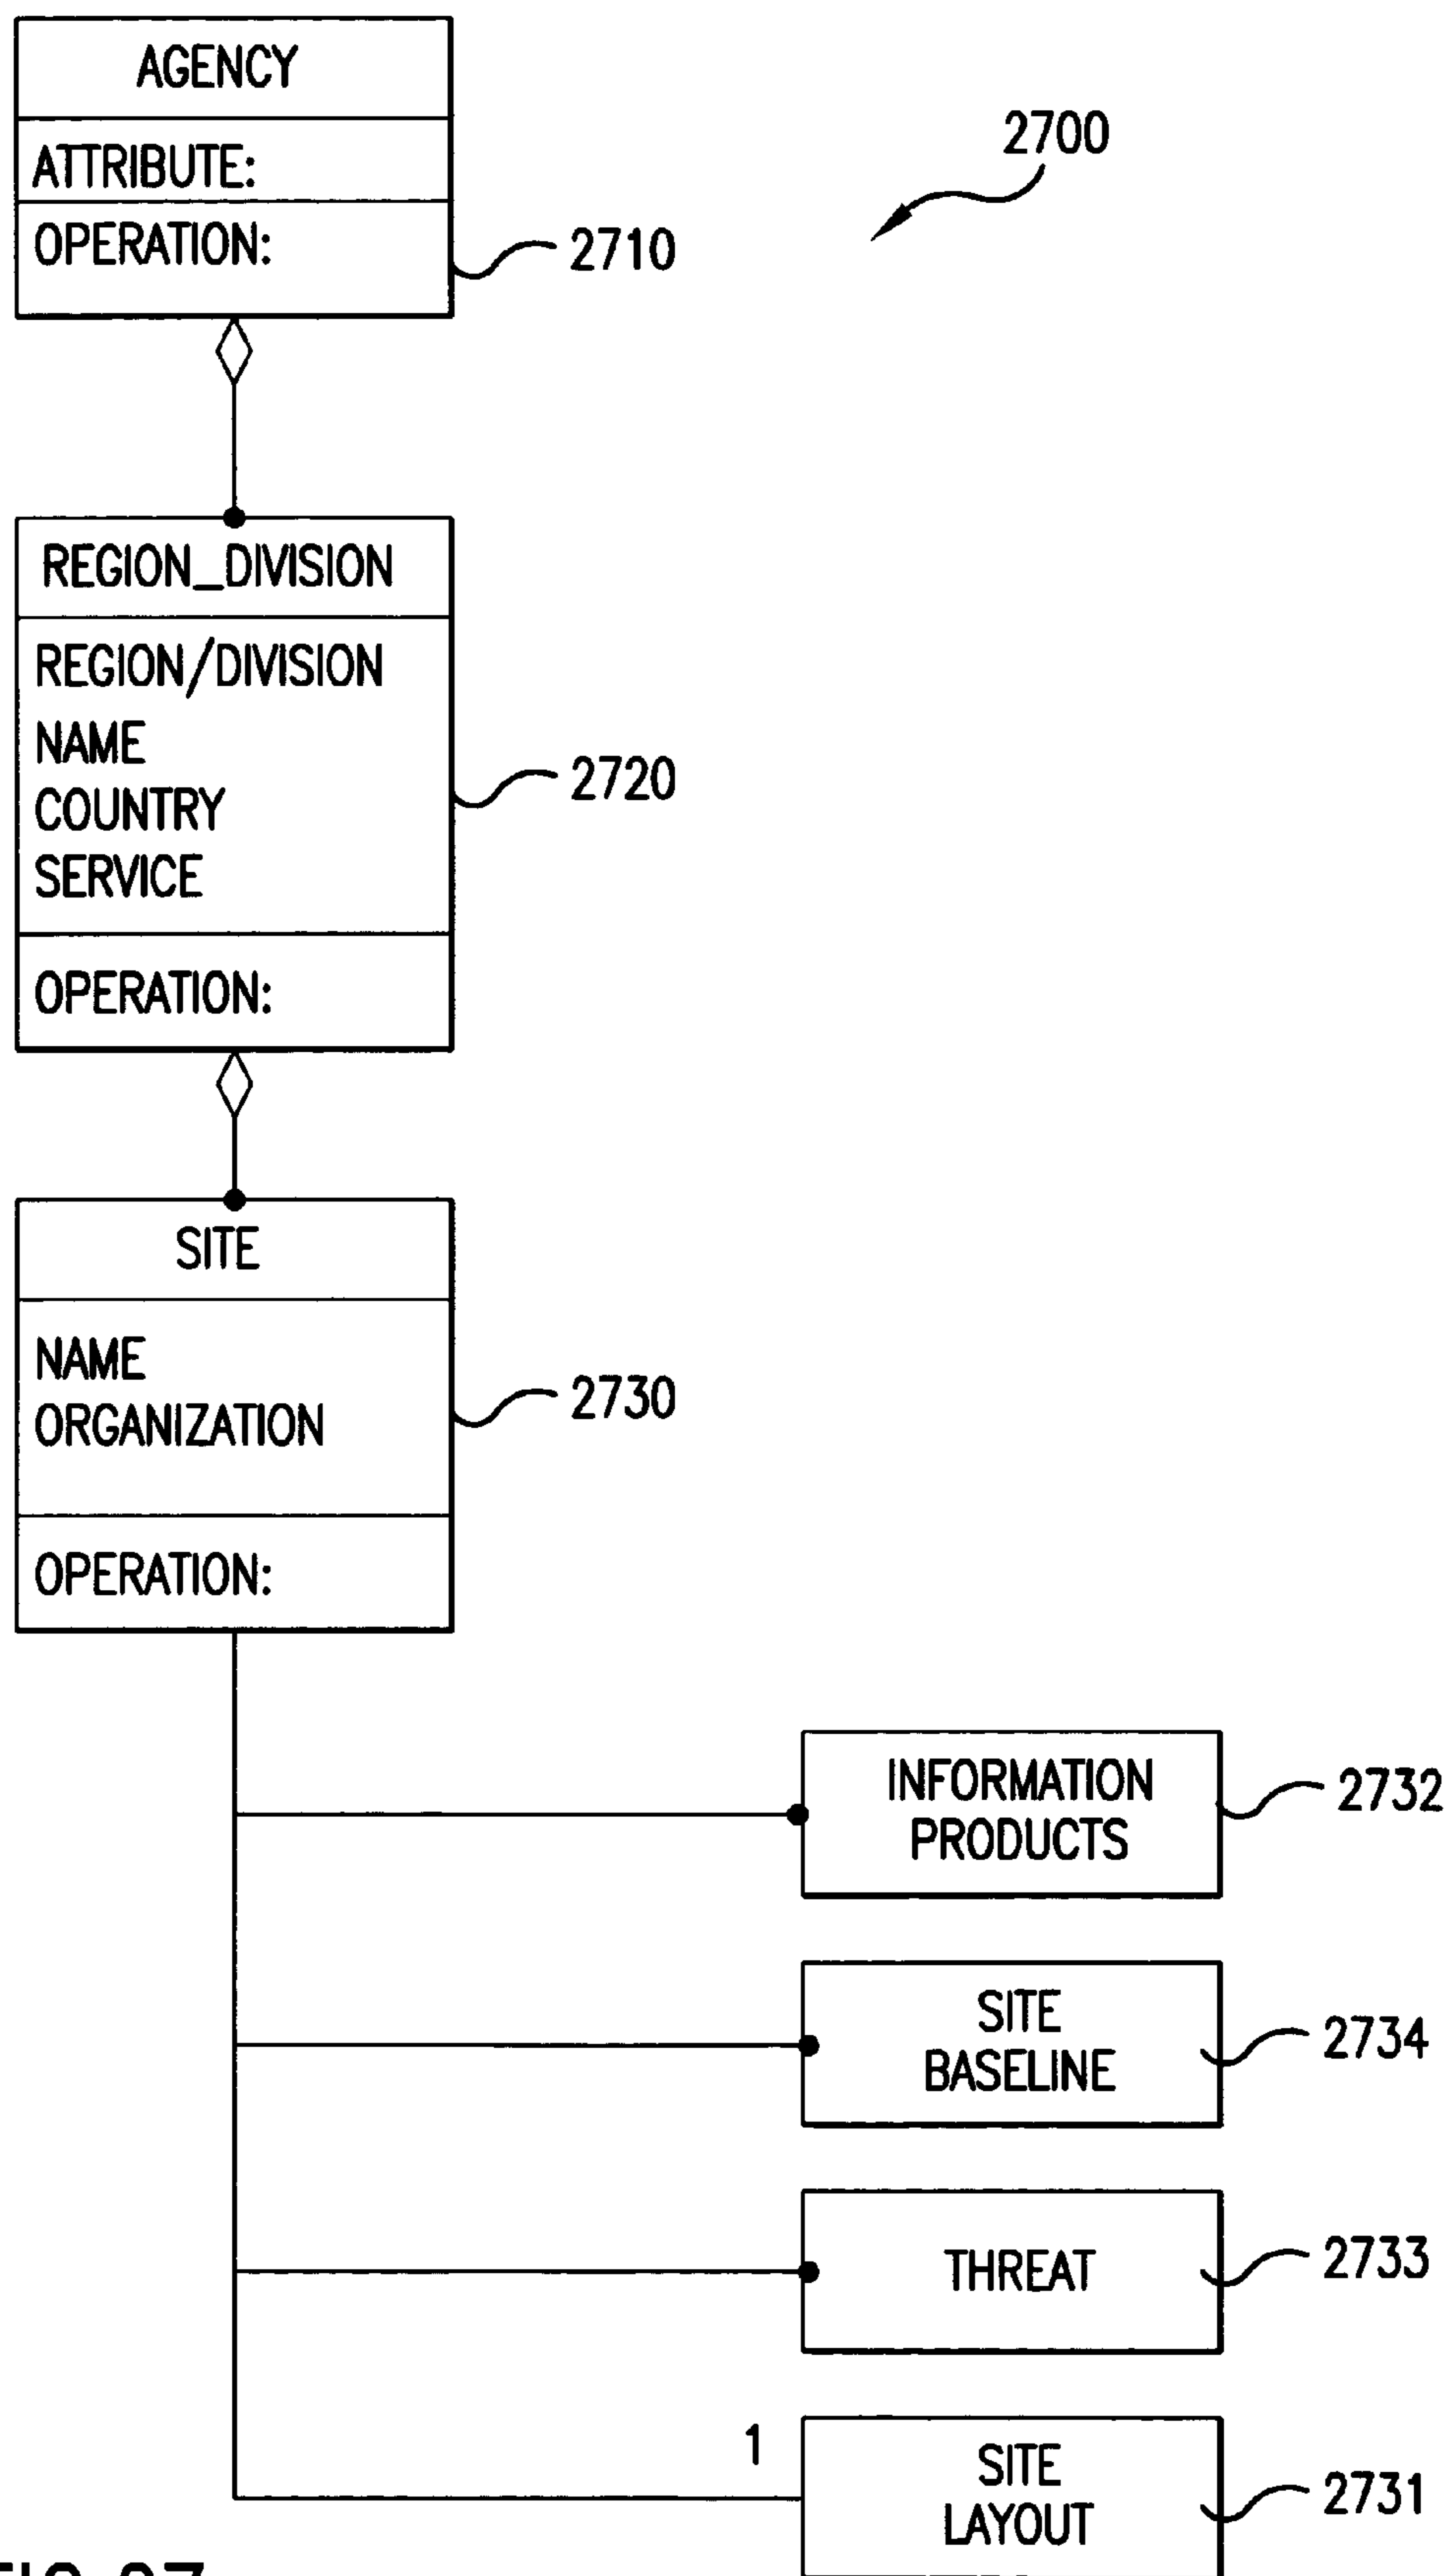 AGENCY
ATTRIBUTE:
OPERATION:
2700
2710
REGION_DIVISION
REGION/DIVISION
NAME
COUNTRY
SERVICE
OPERATION:
2720
SITE
NAME
ORGANIZATION
OPERATION:
2730
INFORMATION
PRODUCTS
2732
SITE
BASELINE
2734
THREAT
2733
1
SITE
LAYOUT
2731